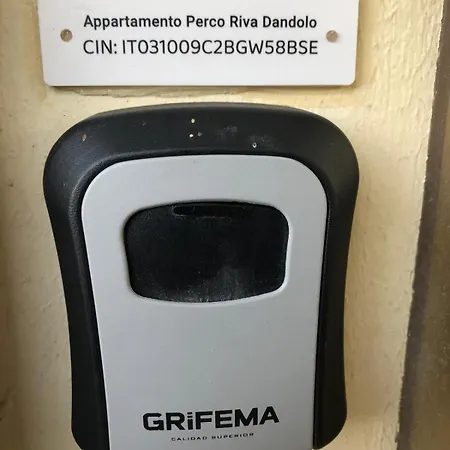 Appartamento Perco Riva Dandolo
CIN: IT031009C2BGW58BSE
GRiFEMA
CALIDAD SUPERIOR